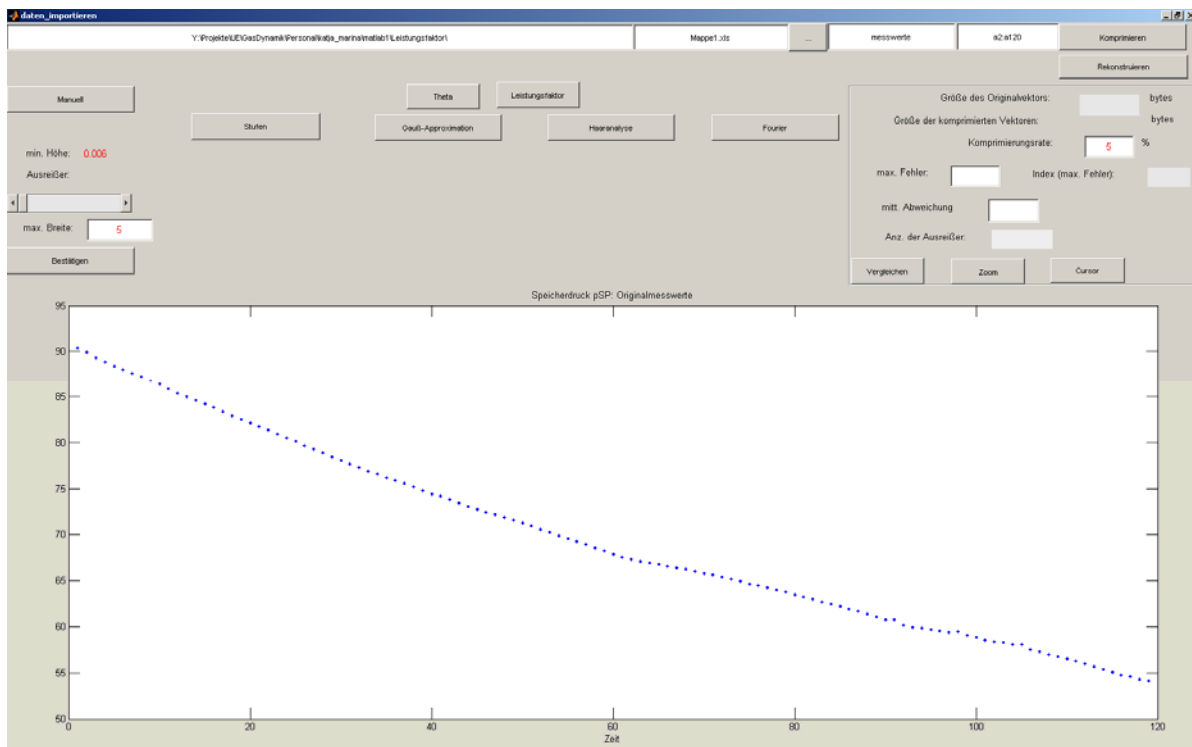 daten_importieren
Y:\Projekte\UE\GasDynamik\Personal\katja_marina\matlab1\Leistungsfaktor\ Mappe1.xls ... messwerte a2:a120 Komprimieren
Rekonstruieren
Manuell Theta Leistungsfaktor
Stufen Gauß-Approximation Haaranalyse Fourier
min. Höhe: 0.006
Ausreißer:
max. Breite: 5
Bestätigen
Größe des Originalvektors: bytes
Größe der komprimierten Vektoren: bytes
Komprimierungsrate: 5 %
max. Fehler: Index (max. Fehler):
mitt. Abweichung
Anz. der Ausreißer:
Vergleichen Zoom Cursor
Speicherdruck pSP: Originalmesswerte
95
90
85
80
75
70
65
60
55
50
0 20 40 60 80 100 120
Zeit